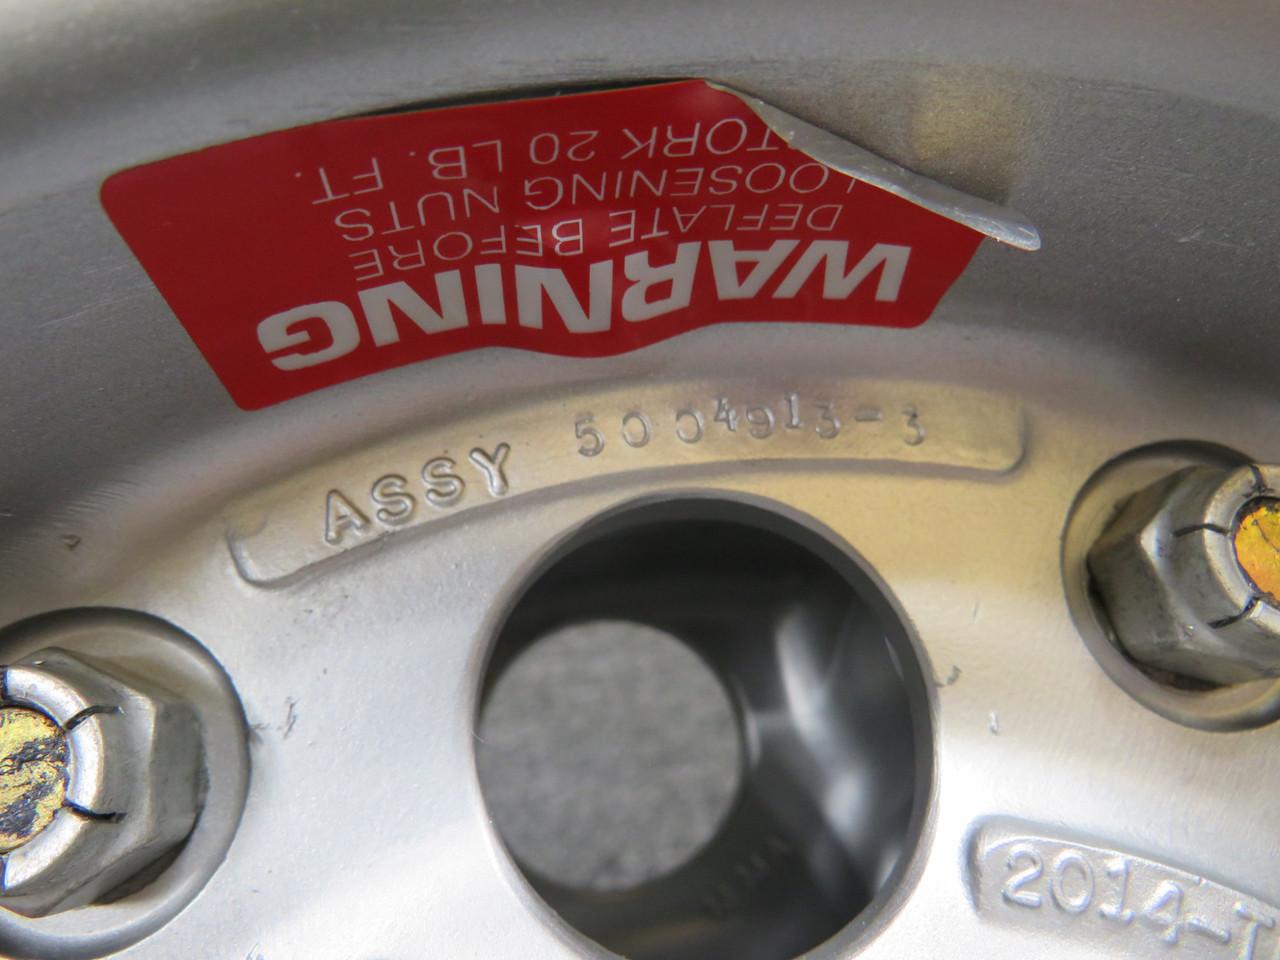 WARNING
DEFLATE BEFORE
LOOSENING NUTS
TORK 20 LB. FT.
ASSY 5004913-3
2014-T